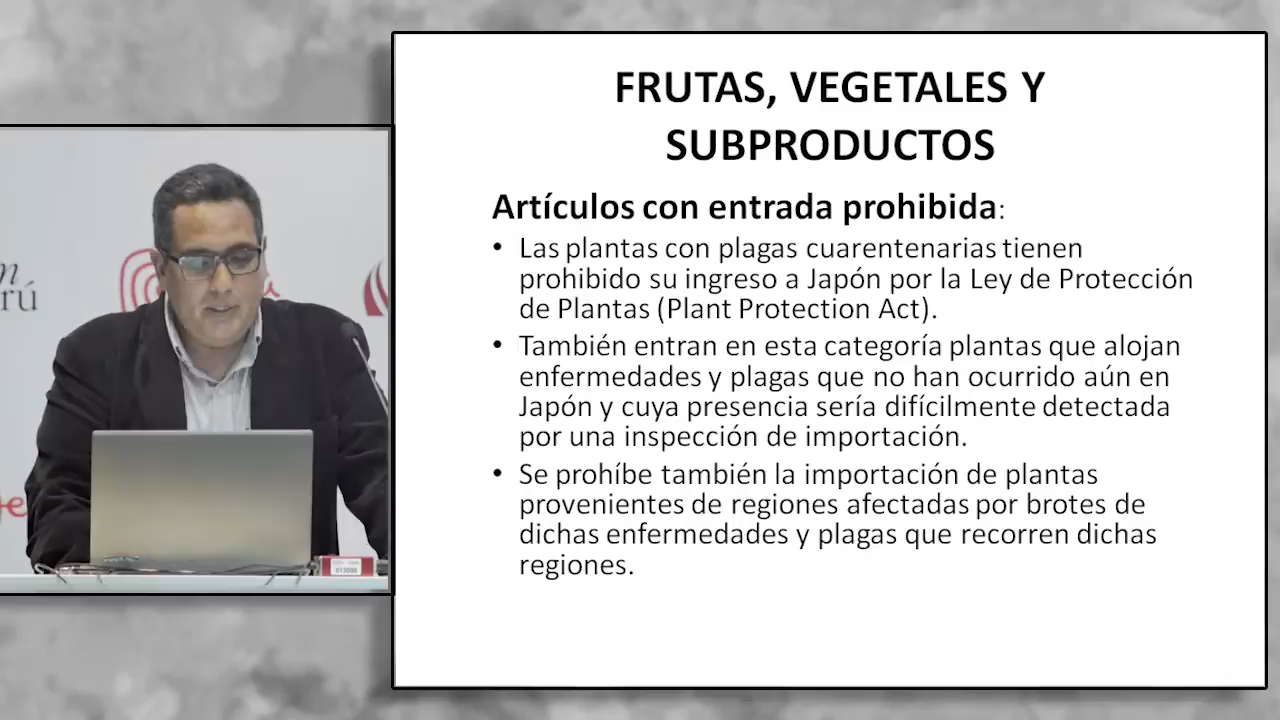 FRUTAS, VEGETALES Y
SUBPRODUCTOS
Artículos con entrada prohibida:
• Las plantas con plagas cuarentenarias tienen
prohibido su ingreso a Japón por la Ley de Protección
de Plantas (Plant Protection Act).
• También entran en esta categoría plantas que alojan
enfermedades y plagas que no han ocurrido aún en
Japón y cuya presencia sería difícilmente detectada
por una inspección de importación.
• Se prohíbe también la importación de plantas
provenientes de regiones afectadas por brotes de
dichas enfermedades y plagas que recorren dichas
regiones.
rú